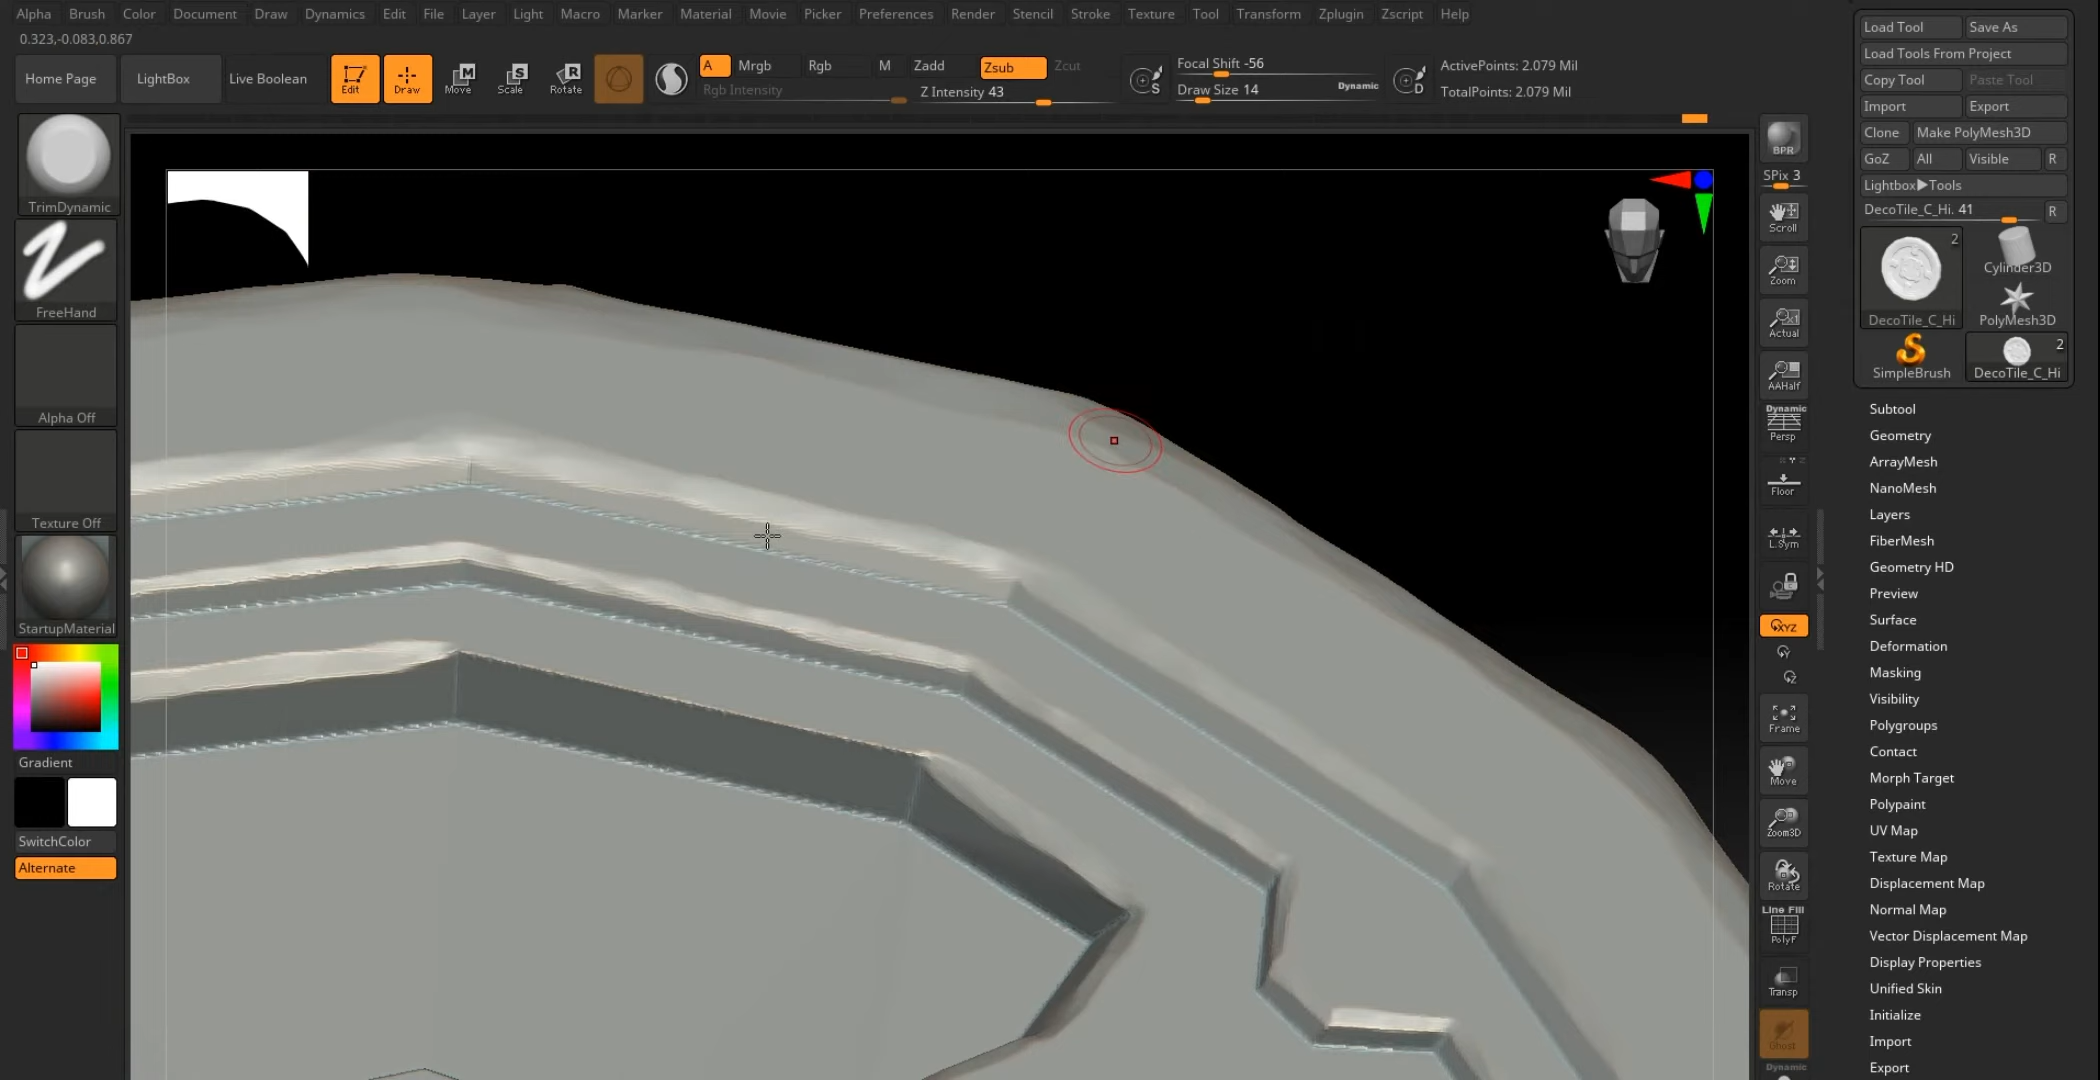 Alpha Brush Color Document Draw Dynamics Edit File Layer Light Macro Marker Material Movie Picker Preferences Render Stencil Stroke Texture Tool Transform Zplugin Zscript Help
0.323,-0.083,0.867
Home Page LightBox Live Boolean Edit Draw Move Scale Rotate
A Mrgb Rgb M Zadd Zsub Zcut
Rgb Intensity Z Intensity 43
Focal Shift -56
Draw Size 14 Dynamic
ActivePoints: 2.079 Mil
TotalPoints: 2.079 Mil
TrimDynamic
FreeHand
Alpha Off
Texture Off
StartupMaterial
Gradient
SwitchColor
Alternate
BPR
SPix 3
Scroll
Zoom
Actual
AAHalf
Dynamic
Persp
Floor
L.Sym
XYZ
Y
Z
Frame
Move
Zoom3D
Rotate
Line Fill
PolyF
Transp
Ghost
Dynamic
Load Tool Save As
Load Tools From Project
Copy Tool Paste Tool
Import Export
Clone Make PolyMesh3D
GoZ All Visible R
Lightbox▶Tools
DecoTile_C_Hi. 41 R
2
Cylinder3D
DecoTile_C_Hi PolyMesh3D
2
SimpleBrush DecoTile_C_Hi
Subtool
Geometry
ArrayMesh
NanoMesh
Layers
FiberMesh
Geometry HD
Preview
Surface
Deformation
Masking
Visibility
Polygroups
Contact
Morph Target
Polypaint
UV Map
Texture Map
Displacement Map
Normal Map
Vector Displacement Map
Display Properties
Unified Skin
Initialize
Import
Export